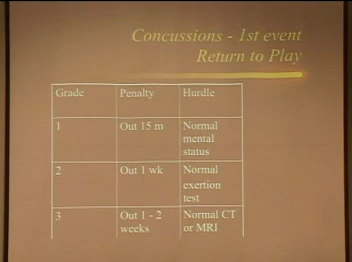 Concussions - 1st event
Return to Play
Grade Penalty Hurdle
1 Out 15 m Normal
mental
status
2 Out 1 wk Normal
exertion
test
3 Out 1 - 2 Normal CT
weeks or MRI